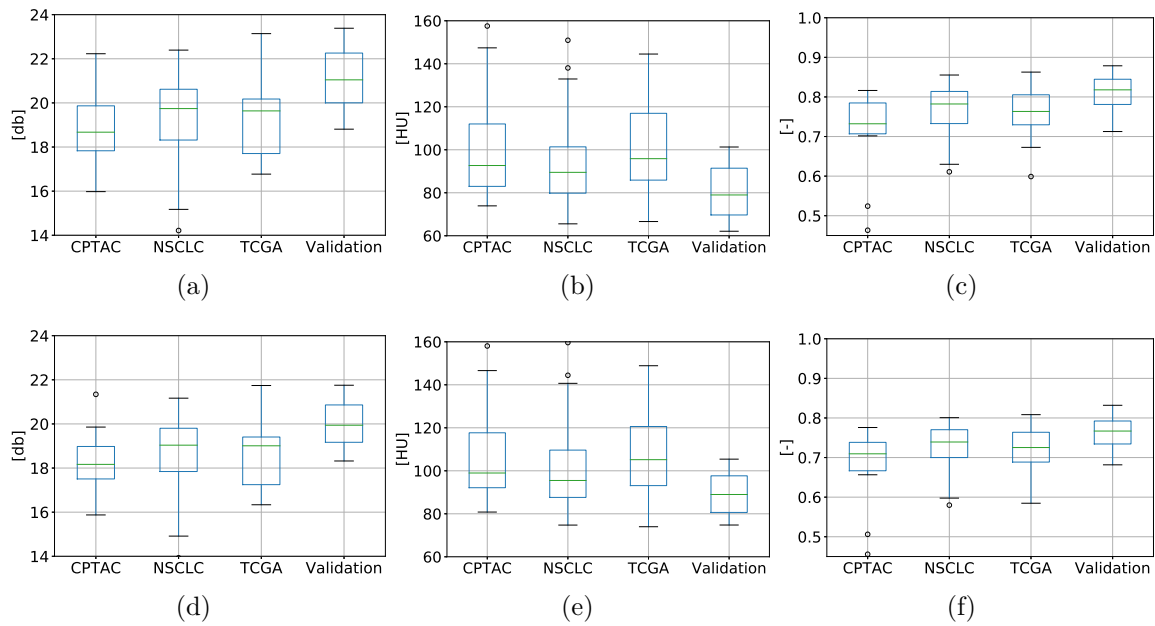 24
22
20
18
16
14
[db]
CPTAC NSCLC TCGA Validation
(a)
160
140
120
100
80
60
[HU]
CPTAC NSCLC TCGA Validation
(b)
1.0
0.9
0.8
0.7
0.6
0.5
[-]
CPTAC NSCLC TCGA Validation
(c)
24
22
20
18
16
14
[db]
CPTAC NSCLC TCGA Validation
(d)
160
140
120
100
80
60
[HU]
CPTAC NSCLC TCGA Validation
(e)
1.0
0.9
0.8
0.7
0.6
0.5
[-]
CPTAC NSCLC TCGA Validation
(f)